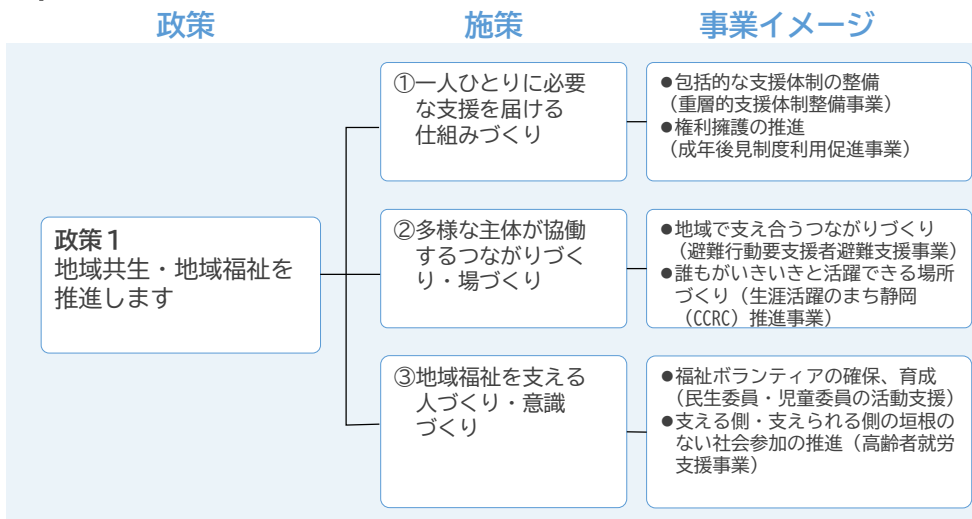 政策
施策
事業イメージ
政策1
地域共生・地域福祉を
推進します
①一人ひとりに必要
な支援を届ける
仕組みづくり
●包括的な支援体制の整備
(重層的支援体制整備事業)
●権利擁護の推進
(成年後見制度利用促進事業)
②多様な主体が協働
するつながりづく
り・場づくり
●地域で支え合うつながりづくり
(避難行動要支援者避難支援事業)
●誰もがいきいきと活躍できる場所
づくり(生涯活躍のまち静岡
(CCRC)推進事業)
③地域福祉を支える
人づくり・意識
づくり
●福祉ボランティアの確保、育成
(民生委員・児童委員の活動支援)
●支える側・支えられる側の垣根の
ない社会参加の推進(高齢者就労
支援事業)